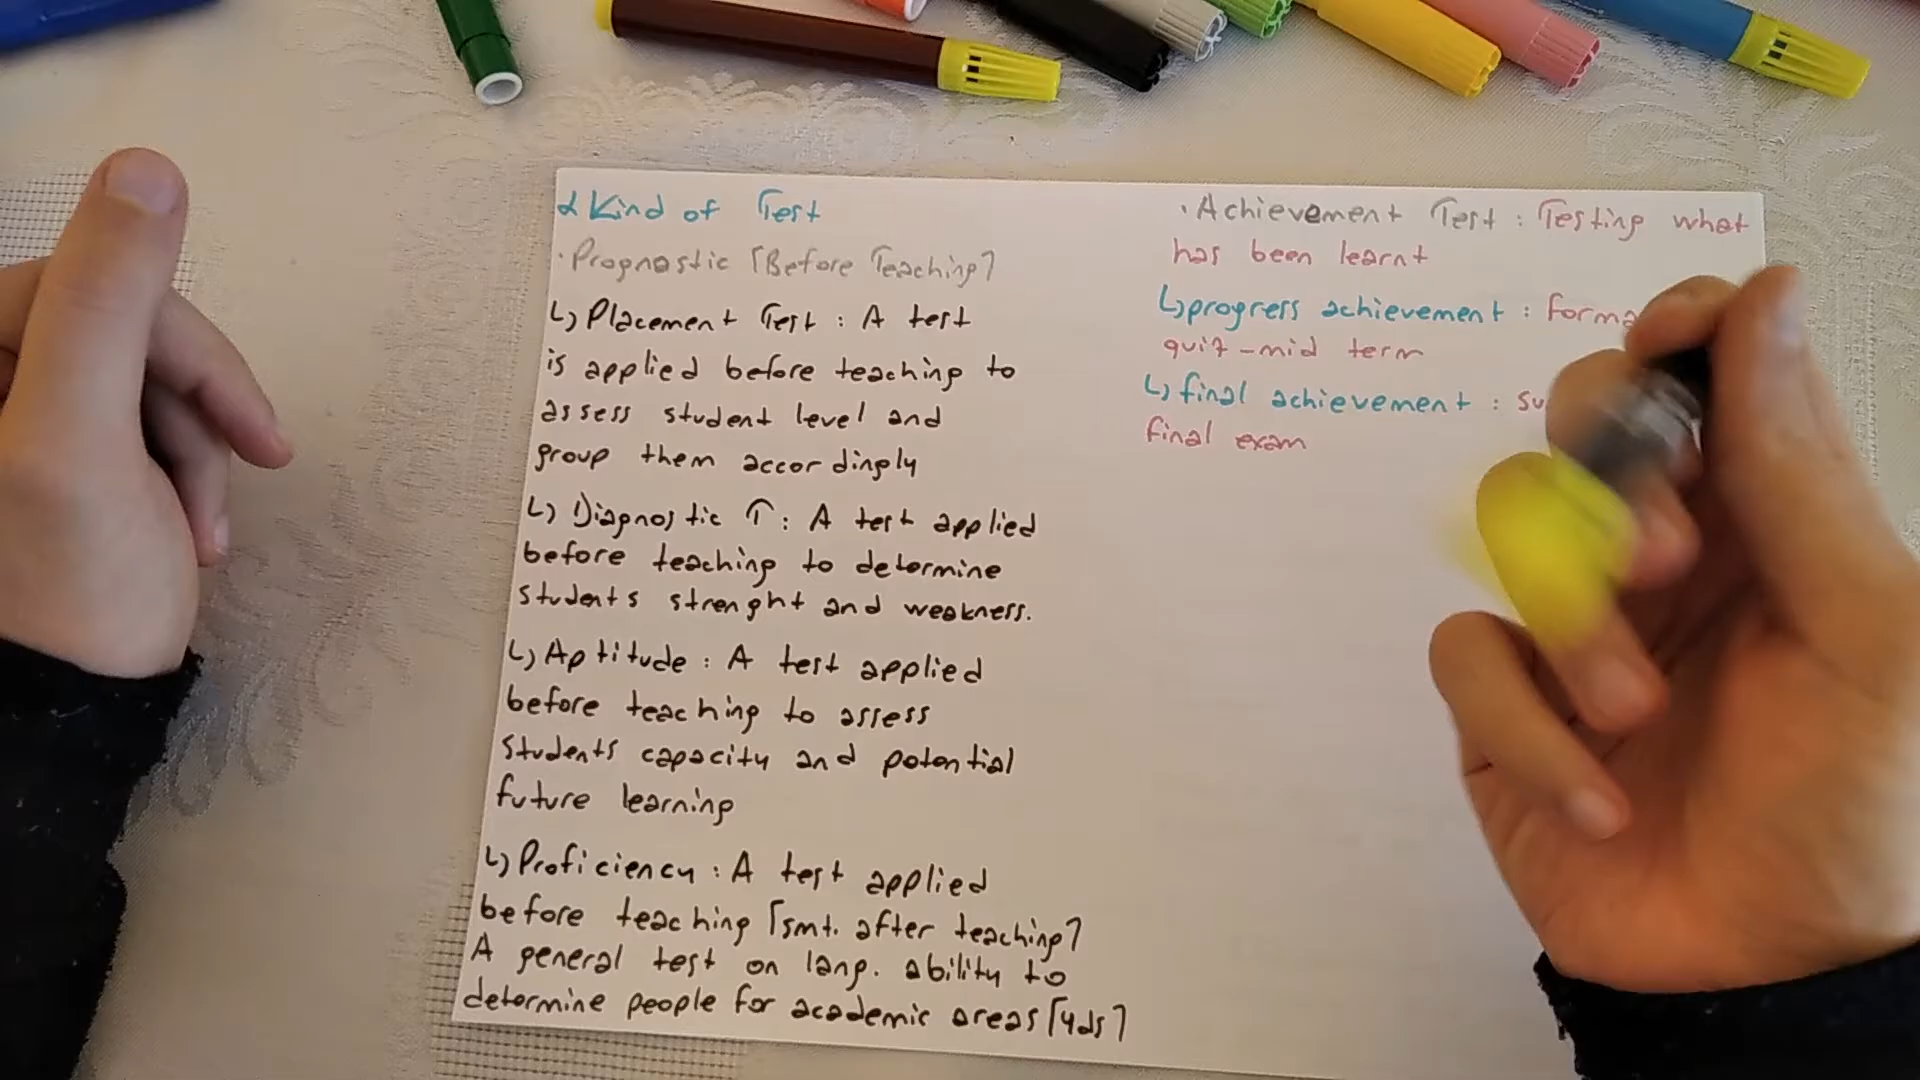 2 Kind of Test
· Prognostic [Before Teaching]
↳ Placement Test : A test
is applied before teaching to
assess student level and
group them accordingly
↳ Diagnostic T : A test applied
before teaching to determine
students strenght and weakness.
↳ Aptitude : A test applied
before teaching to assess
students capacity and potential
future learning
↳ Proficiency : A test applied
before teaching [smt. after teaching]
A general test on lang. ability to
determine people for academic areas [yds]
· Achievement Test : Testing what
has been learnt
↳ progress achievement :
quiz - mid term
↳ final achievement :
final exam